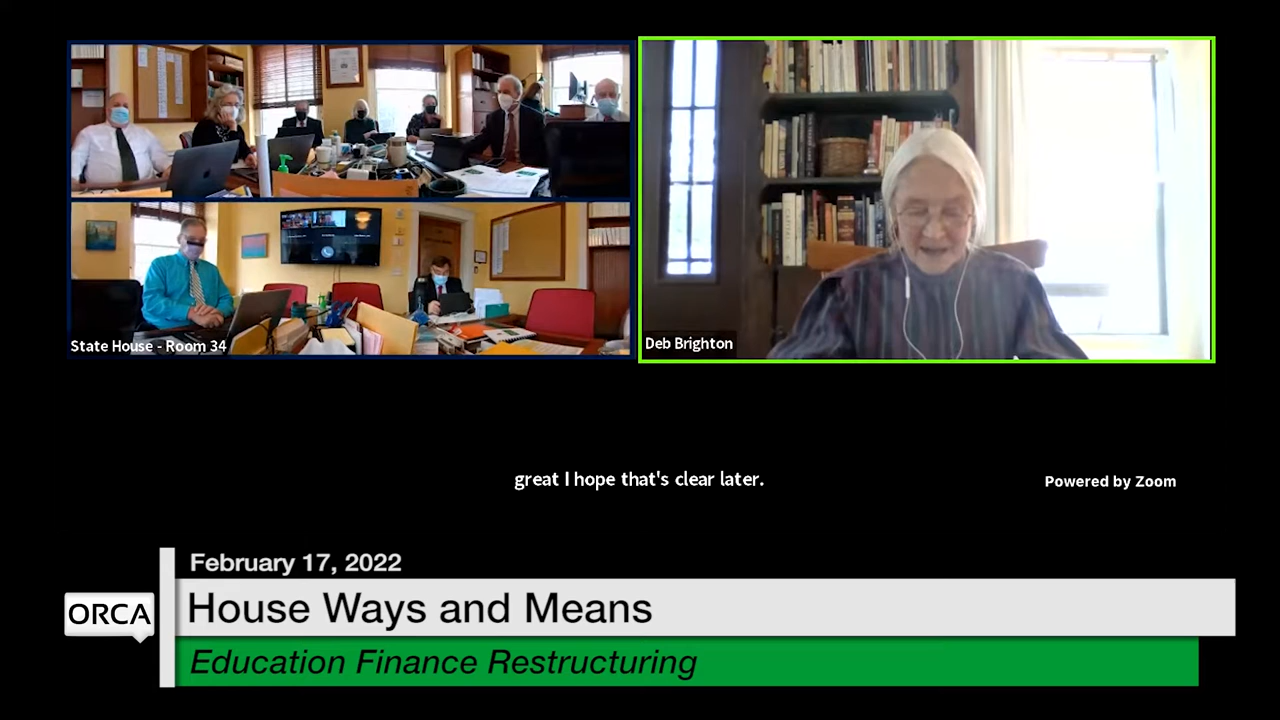 State House - Room 34
Deb Brighton
great I hope that's clear later.
Powered by Zoom
February 17, 2022
ORCA
House Ways and Means
Education Finance Restructuring